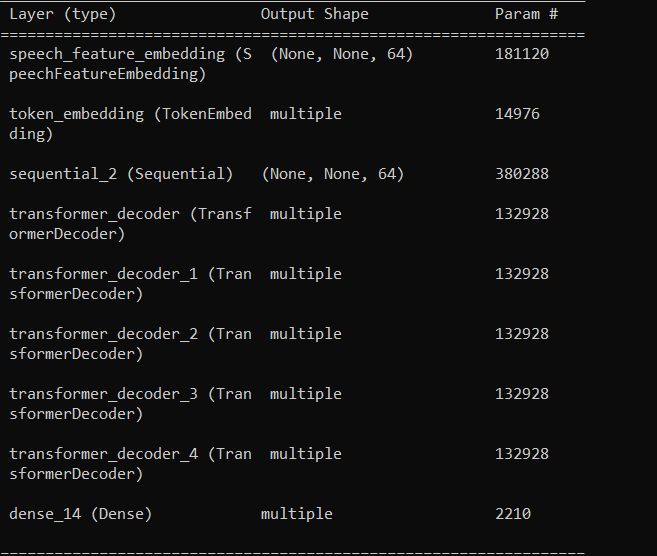 Layer (type) Output Shape Param #
=================================================================
speech_feature_embedding (S (None, None, 64) 181120
peechFeatureEmbedding)
token_embedding (TokenEmbed multiple 14976
ding)
sequential_2 (Sequential) (None, None, 64) 380288
transformer_decoder (Transf multiple 132928
ormerDecoder)
transformer_decoder_1 (Tran multiple 132928
sformerDecoder)
transformer_decoder_2 (Tran multiple 132928
sformerDecoder)
transformer_decoder_3 (Tran multiple 132928
sformerDecoder)
transformer_decoder_4 (Tran multiple 132928
sformerDecoder)
dense_14 (Dense) multiple 2210
=================================================================